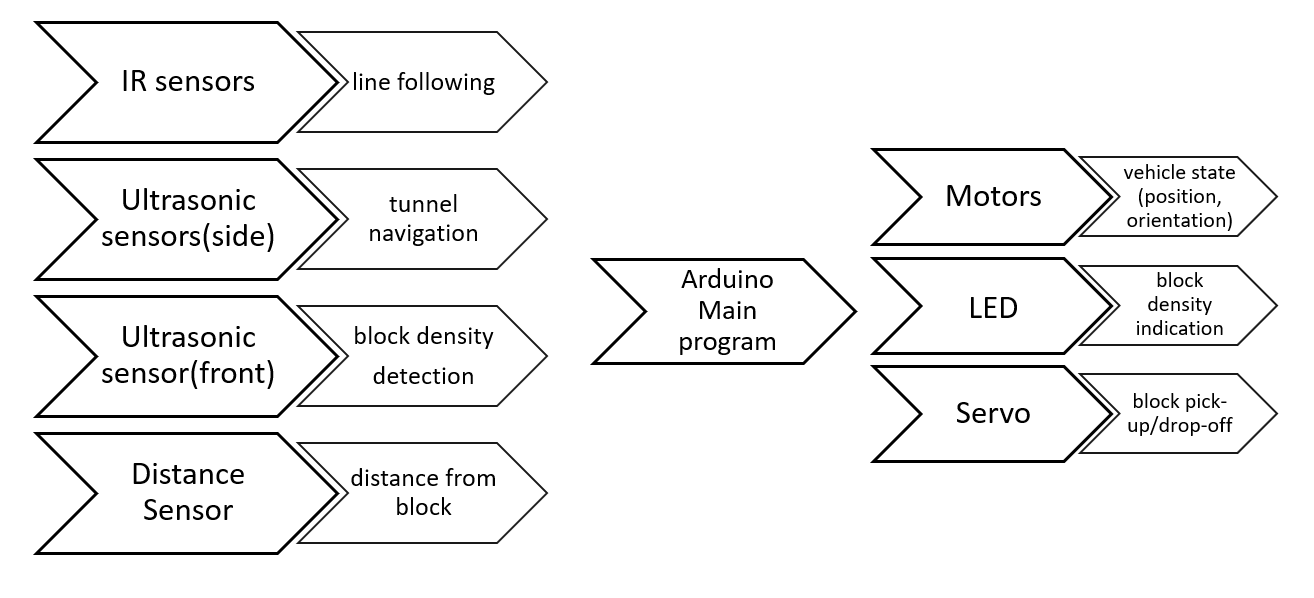 IR sensors
line following
Ultrasonic
sensors(side)
tunnel
navigation
Ultrasonic
sensor(front)
block density
detection
Distance
Sensor
distance from
block
Arduino
Main
program
Motors
vehicle state
(position,
orientation)
LED
block
density
indication
Servo
block pick-
up/drop-off